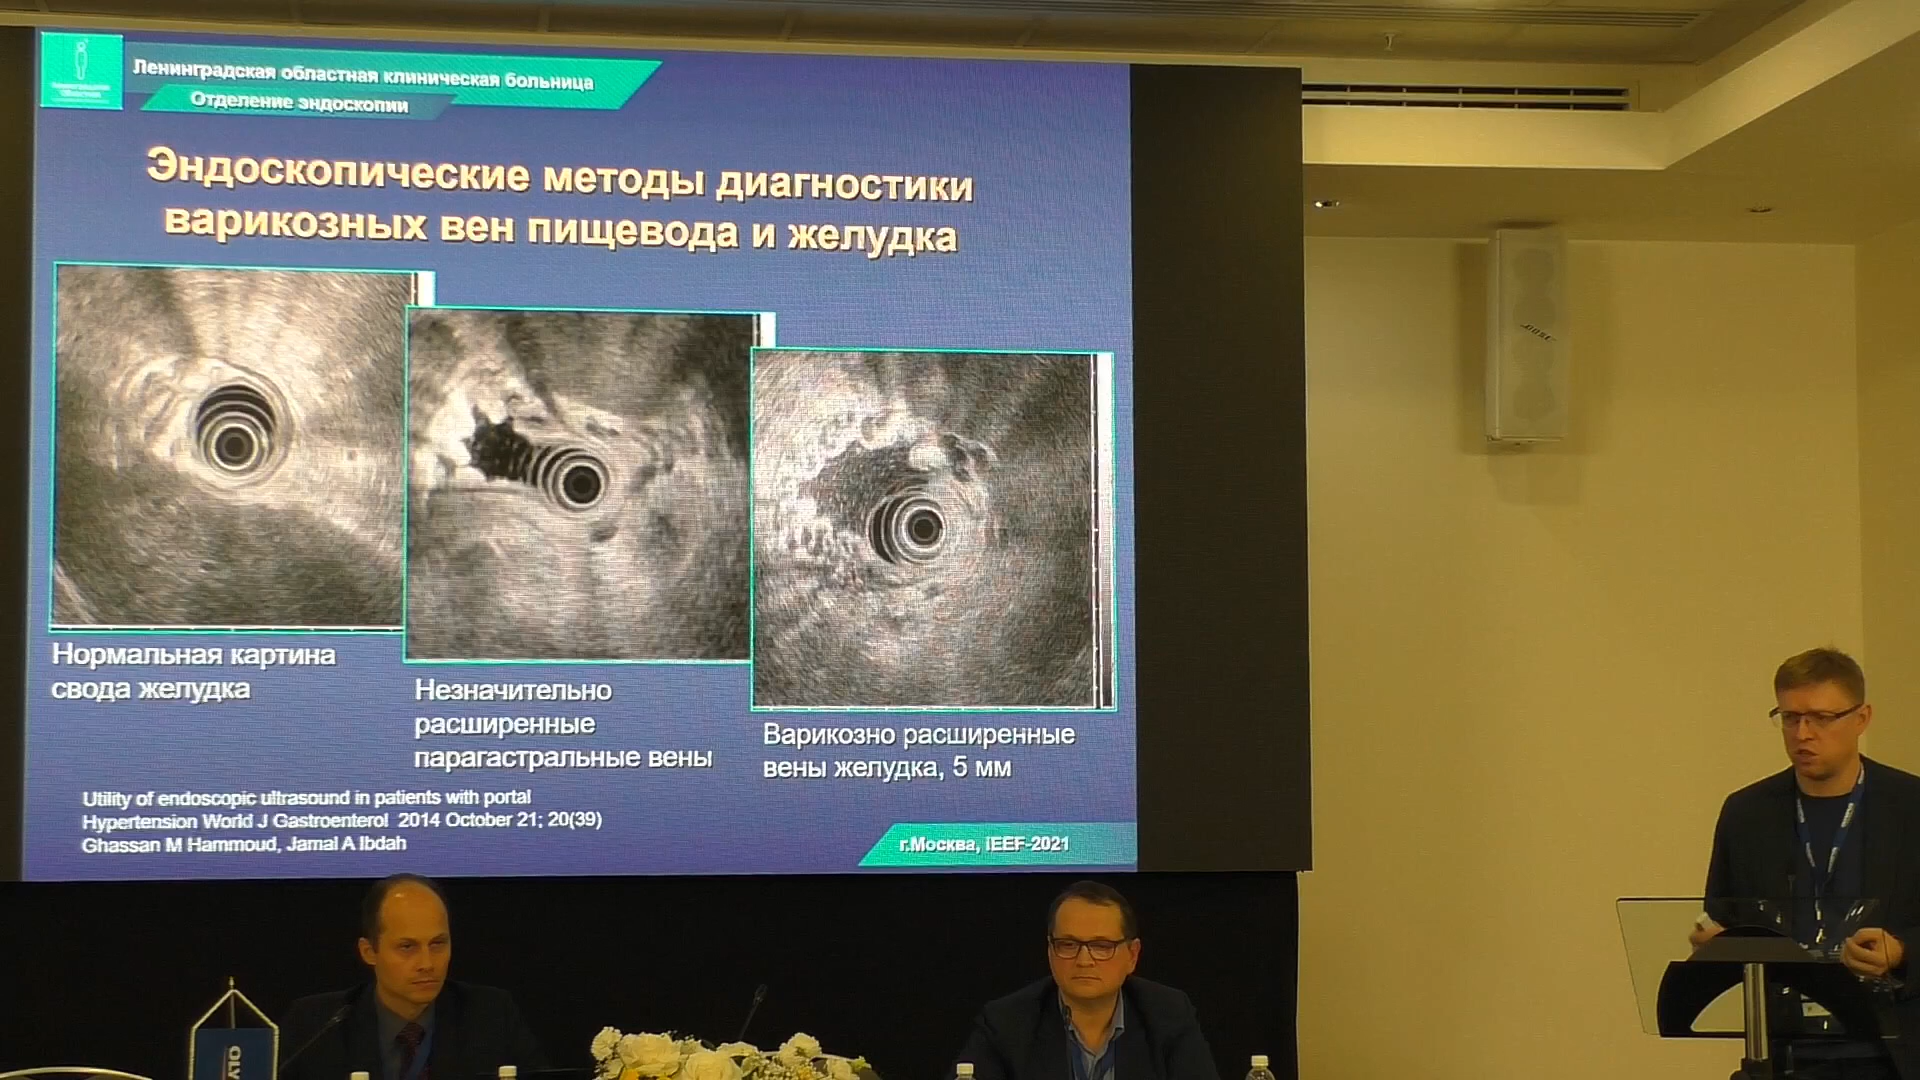 Ленинградская областная клиническая больница
Отделение эндоскопии
Эндоскопические методы диагностики
варикозных вен пищевода и желудка
Нормальная картина
свода желудка
Незначительно
расширенные
парагастральные вены
Варикозно расширенные
вены желудка, 5 мм
Utility of endoscopic ultrasound in patients with portal
Hypertension World J Gastroenterol 2014 October 21; 20(39)
Ghassan M Hammoud, Jamal A Ibdah
г.Москва, IEEF-2021
BOSE
OLY